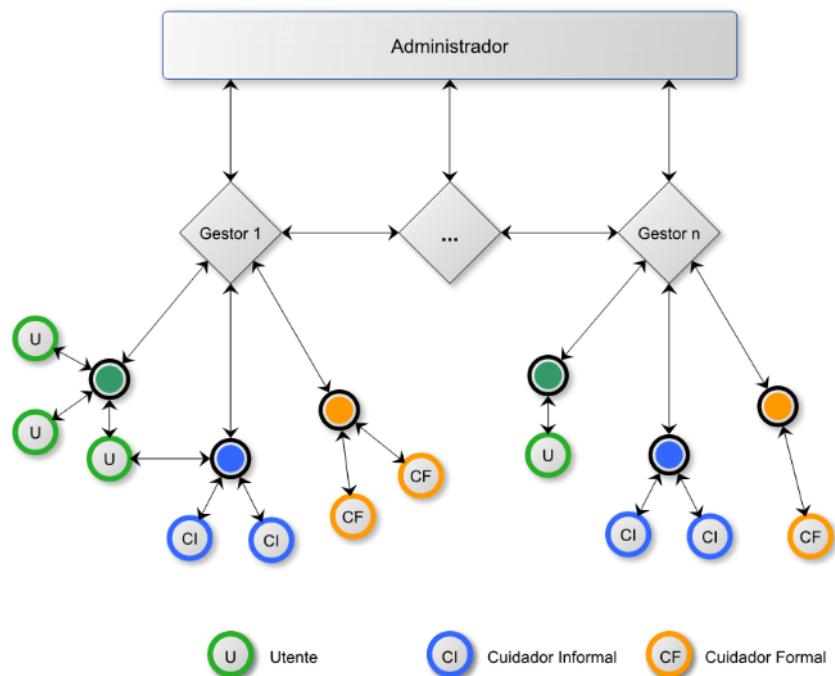 Administrador
Gestor 1
...
Gestor n
U
U
U
CI
CI
CF
CF
U
CI
CI
CF
U Utente
CI Cuidador Informal
CF Cuidador Formal